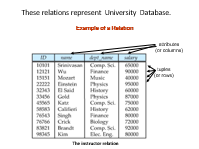 These relations represent University Database.
Example of a Relation
attributes
(or columns)
tuples
(or rows)
ID name dept_name salary
10101 Srinivasan Comp. Sci. 65000
12121 Wu Finance 90000
15151 Mozart Music 40000
22222 Einstein Physics 95000
32343 El Said History 60000
33456 Gold Physics 87000
45565 Katz Comp. Sci. 75000
58583 Califieri History 62000
76543 Singh Finance 80000
76766 Crick Biology 72000
83821 Brandt Comp. Sci. 92000
98345 Kim Elec. Eng. 80000
The instructor relation